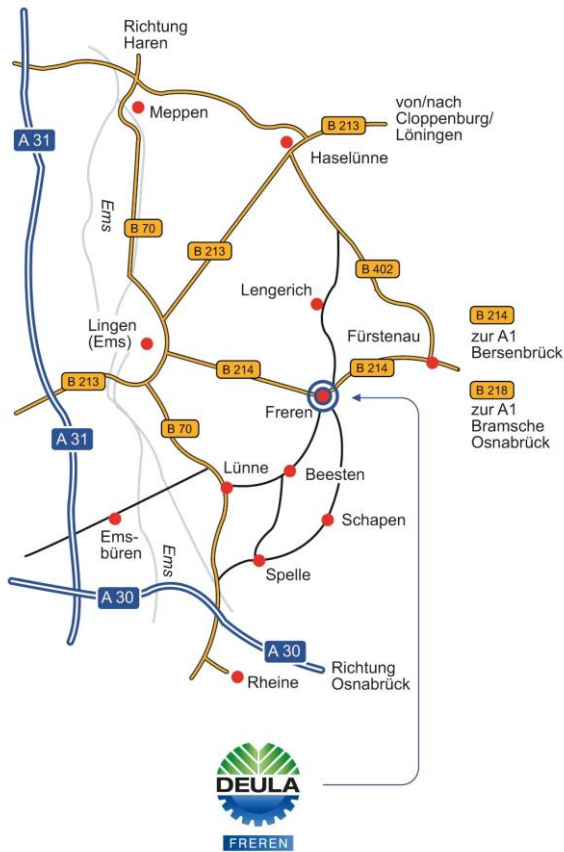 Richtung
Haren
Meppen
B 213
von/nach
Cloppenburg/
Löningen
A 31
Haselünne
Ems
B 70
B 213
B 402
Lengerich
Lingen
(Ems)
Fürstenau
B 214
zur A1
Bersenbrück
B 213
B 214
B 214
B 218
zur A1
Bramsche
Osnabrück
Freren
A 31
B 70
Lünne
Beesten
Schapen
Ems-
büren
Ems
Spelle
A 30
A 30
Richtung
Osnabrück
Rheine
DEULA
FREREN